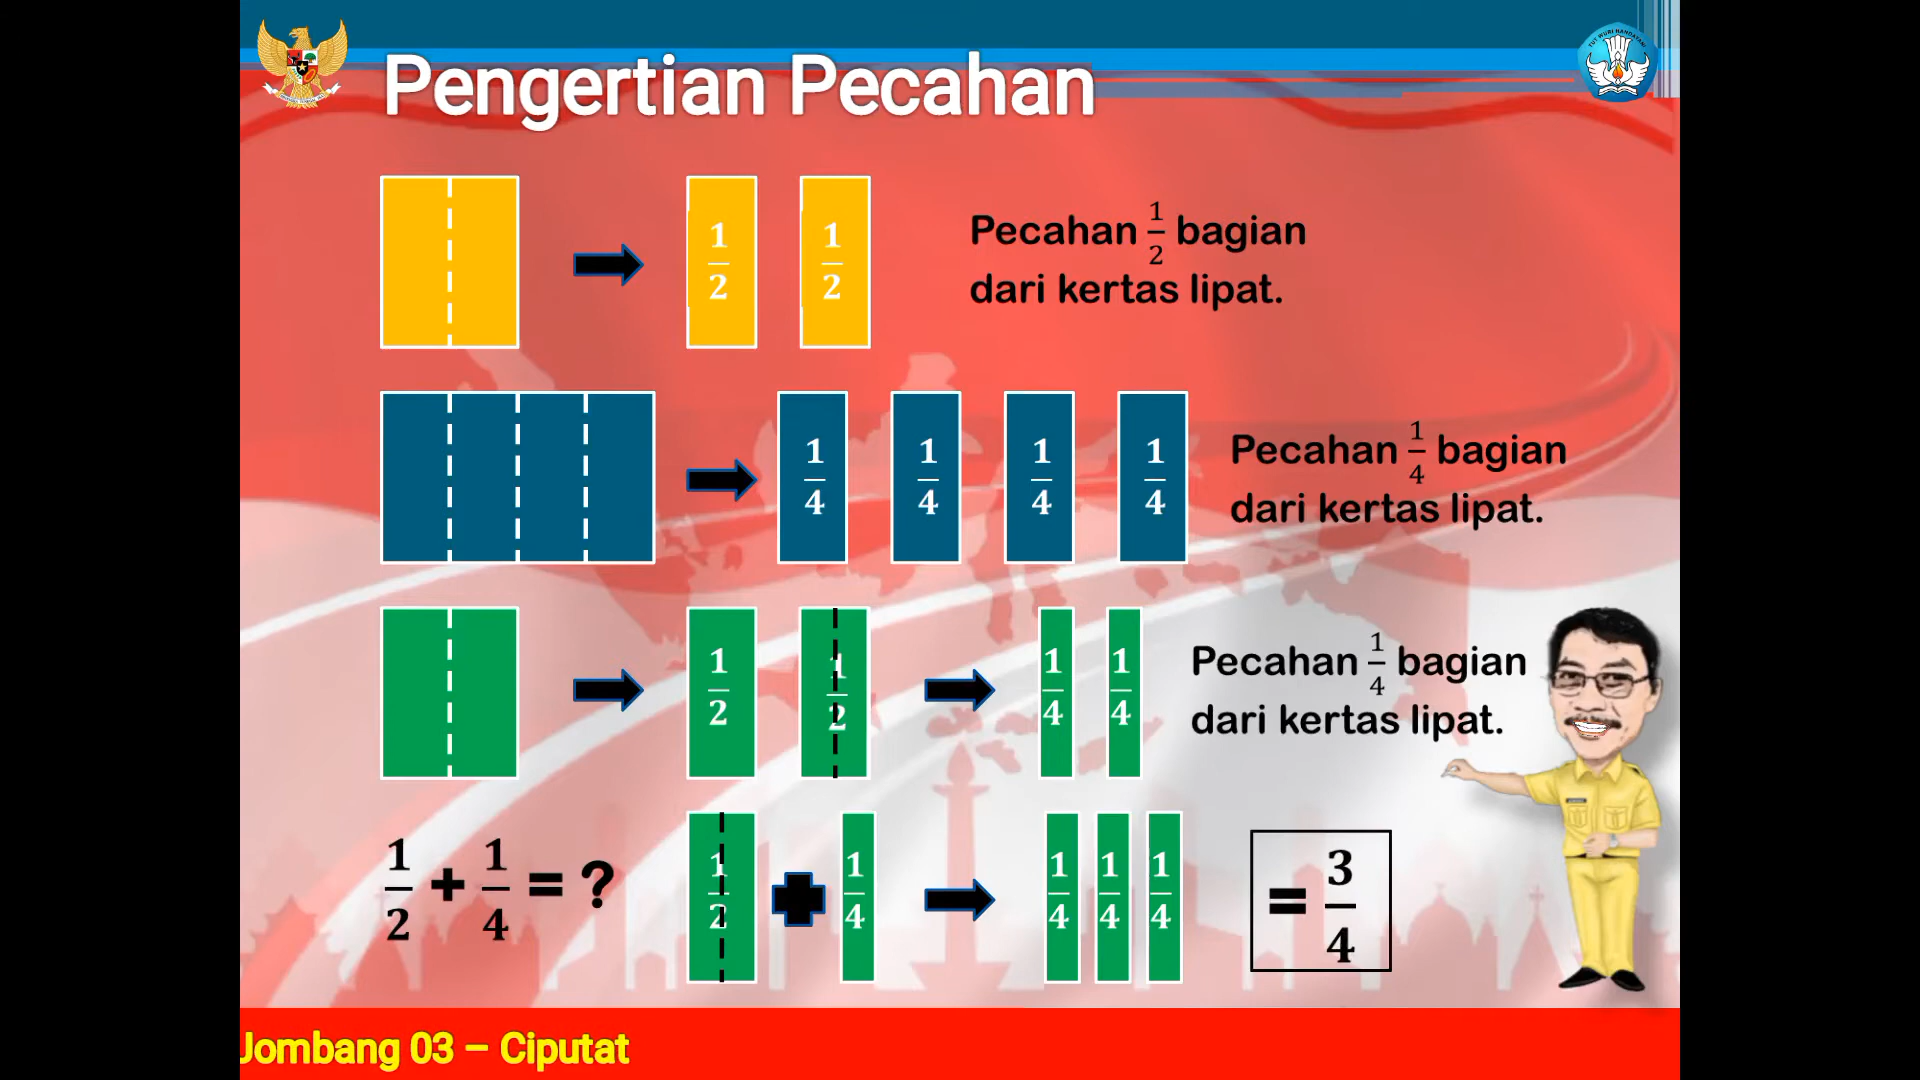 Pengertian Pecahan
1/2 1/2
Pecahan 1/2 bagian
dari kertas lipat.
1/4 1/4 1/4 1/4
Pecahan 1/4 bagian
dari kertas lipat.
1/2 1/2 1/4 1/4
Pecahan 1/4 bagian
dari kertas lipat.
1/2 + 1/4 = ?
1/2 1/4 1/4 1/4 1/4
= 3/4
Jombang 03 – Ciputat